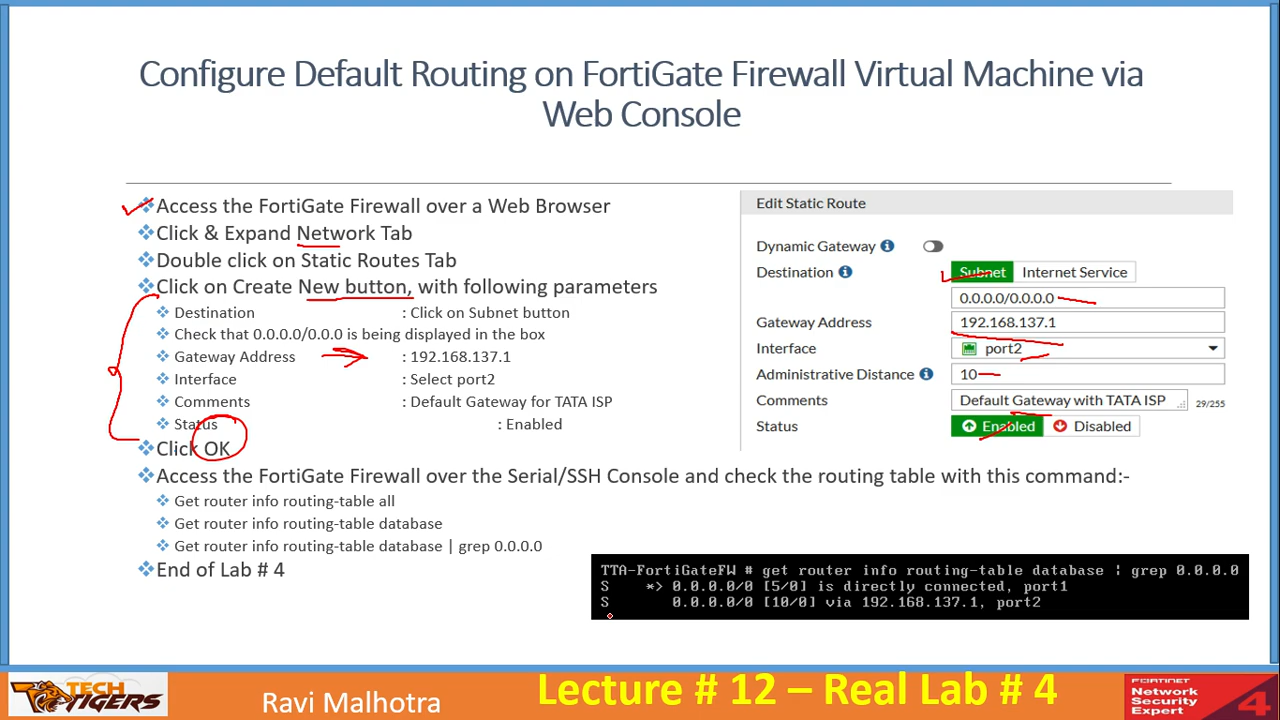 Configure Default Routing on FortiGate Firewall Virtual Machine via
Web Console
Access the FortiGate Firewall over a Web Browser
Click & Expand Network Tab
Double click on Static Routes Tab
Click on Create New button, with following parameters
Destination : Click on Subnet button
Check that 0.0.0.0/0.0.0 is being displayed in the box
Gateway Address : 192.168.137.1
Interface : Select port2
Comments : Default Gateway for TATA ISP
Status : Enabled
Click OK
Access the FortiGate Firewall over the Serial/SSH Console and check the routing table with this command:-
Get router info routing-table all
Get router info routing-table database
Get router info routing-table database | grep 0.0.0.0
End of Lab # 4
Edit Static Route
Dynamic Gateway
Destination Subnet Internet Service
0.0.0.0/0.0.0.0
Gateway Address 192.168.137.1
Interface port2
Administrative Distance 10
Comments Default Gateway with TATA ISP 29/255
Status Enabled Disabled
TTA-FortiGateFW # get router info routing-table database | grep 0.0.0.0
S *> 0.0.0.0/0 [5/0] is directly connected, port1
S 0.0.0.0/0 [10/0] via 192.168.137.1, port2
TECH
TIGERS
Ravi Malhotra
Lecture # 12 – Real Lab # 4
FORTINET
Network
Security
Expert
4